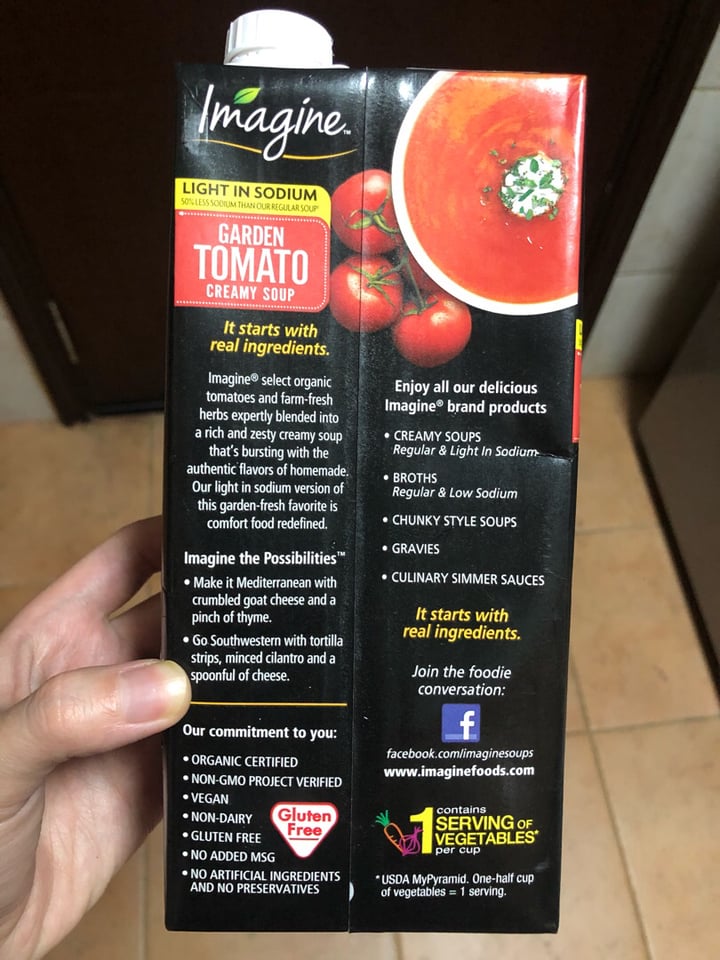 Imagine™
LIGHT IN SODIUM
50% LESS SODIUM THAN OUR REGULAR SOUP*
GARDEN
TOMATO
CREAMY SOUP
It starts with
real ingredients.
Imagine® select organic
tomatoes and farm-fresh
herbs expertly blended into
a rich and zesty creamy soup
that's bursting with the
authentic flavors of homemade.
Our light in sodium version of
this garden-fresh favorite is
comfort food redefined.
Imagine the Possibilities™
• Make it Mediterranean with
crumbled goat cheese and a
pinch of thyme.
• Go Southwestern with tortilla
strips, minced cilantro and a
spoonful of cheese.
Our commitment to you:
• ORGANIC CERTIFIED
• NON-GMO PROJECT VERIFIED
• VEGAN
• NON-DAIRY
• GLUTEN FREE
• NO ADDED MSG
• NO ARTIFICIAL INGREDIENTS
AND NO PRESERVATIVES
Gluten
Free
Enjoy all our delicious
Imagine® brand products
• CREAMY SOUPS
Regular & Light In Sodium
• BROTHS
Regular & Low Sodium
• CHUNKY STYLE SOUPS
• GRAVIES
• CULINARY SIMMER SAUCES
It starts with
real ingredients.
Join the foodie
conversation:
f
facebook.com/imaginesoups
www.imaginefoods.com
contains
1 SERVING OF
VEGETABLES*
per cup
*USDA MyPyramid. One-half cup
of vegetables = 1 serving.